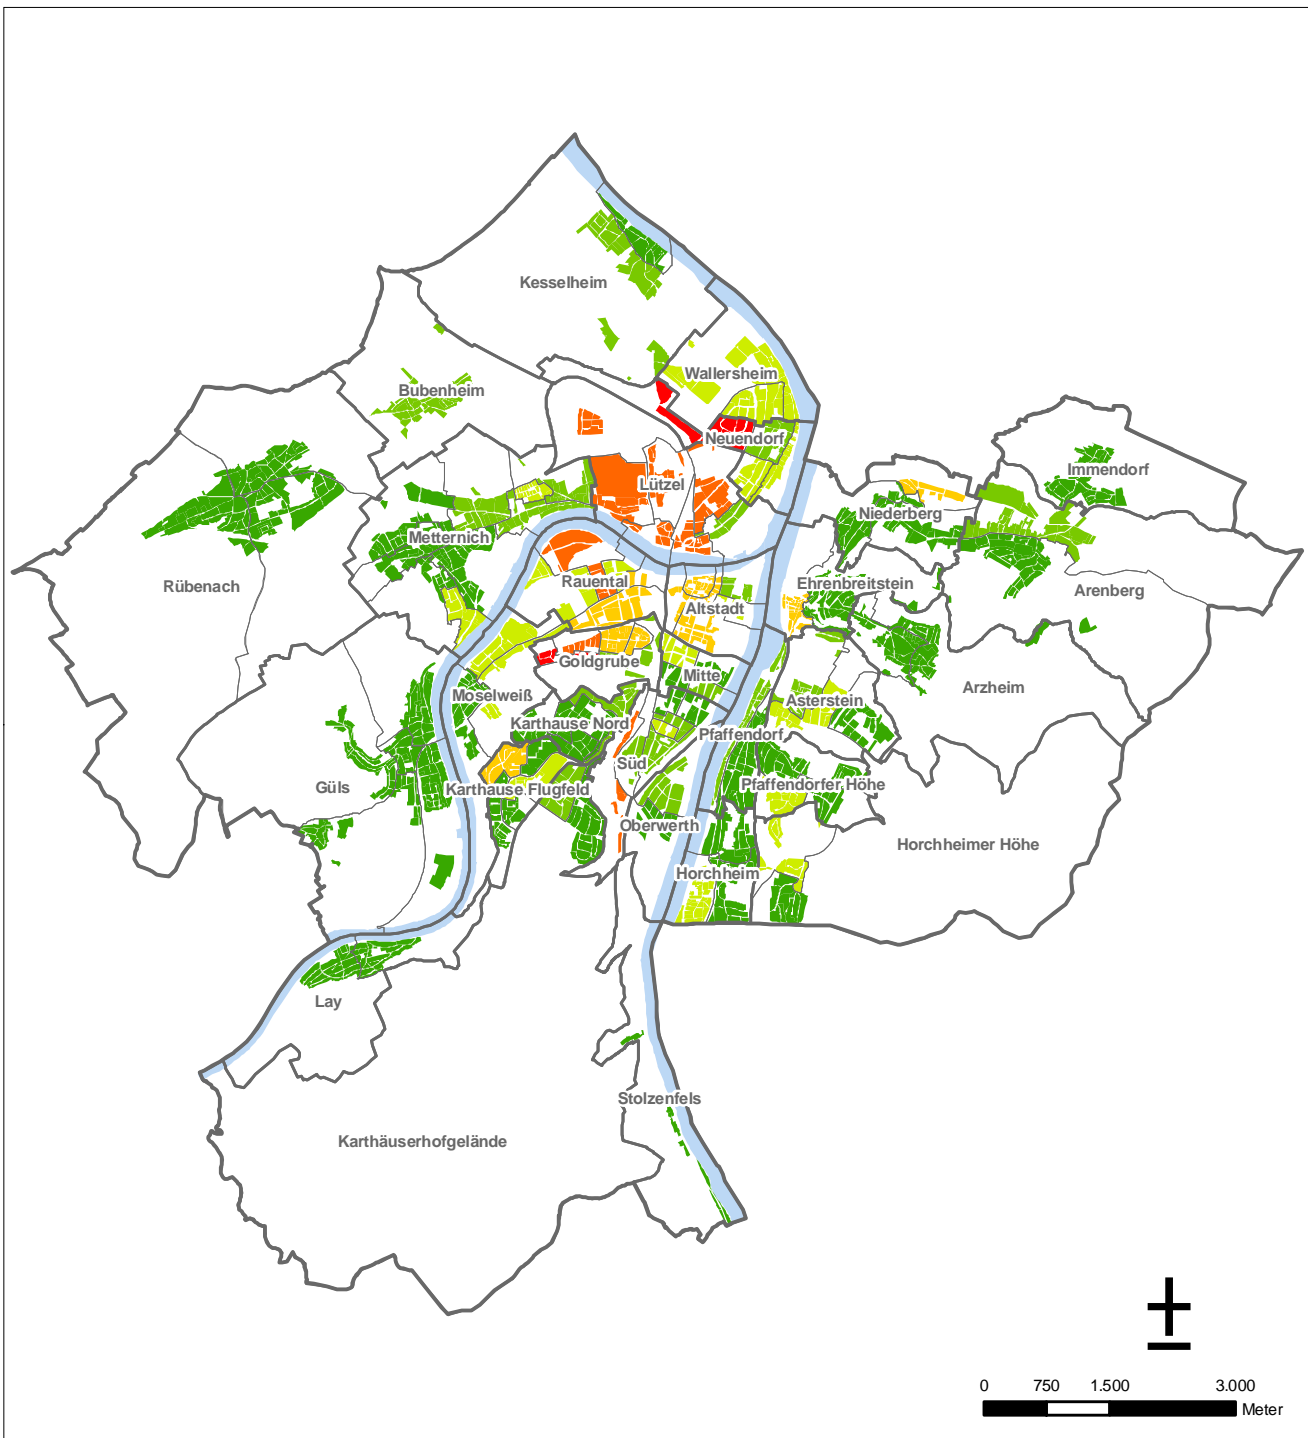 Kesselheim
Wallersheim
Bubenheim
Neuendorf
Immendorf
Lützel
Niederberg
Metternich
Rübenach
Rauental
Ehrenbreitstein
Arenberg
Altstadt
Goldgrube
Mitte
Arzheim
Moselweiß
Asterstein
Karthause Nord
Pfaffendorf
Süd
Güls
Karthause Flugfeld
Pfaffendorfer Höhe
Oberwerth
Horchheimer Höhe
Horchheim
Lay
Stolzenfels
Karthäuserhofgelände
0 750 1.500 3.000
Meter